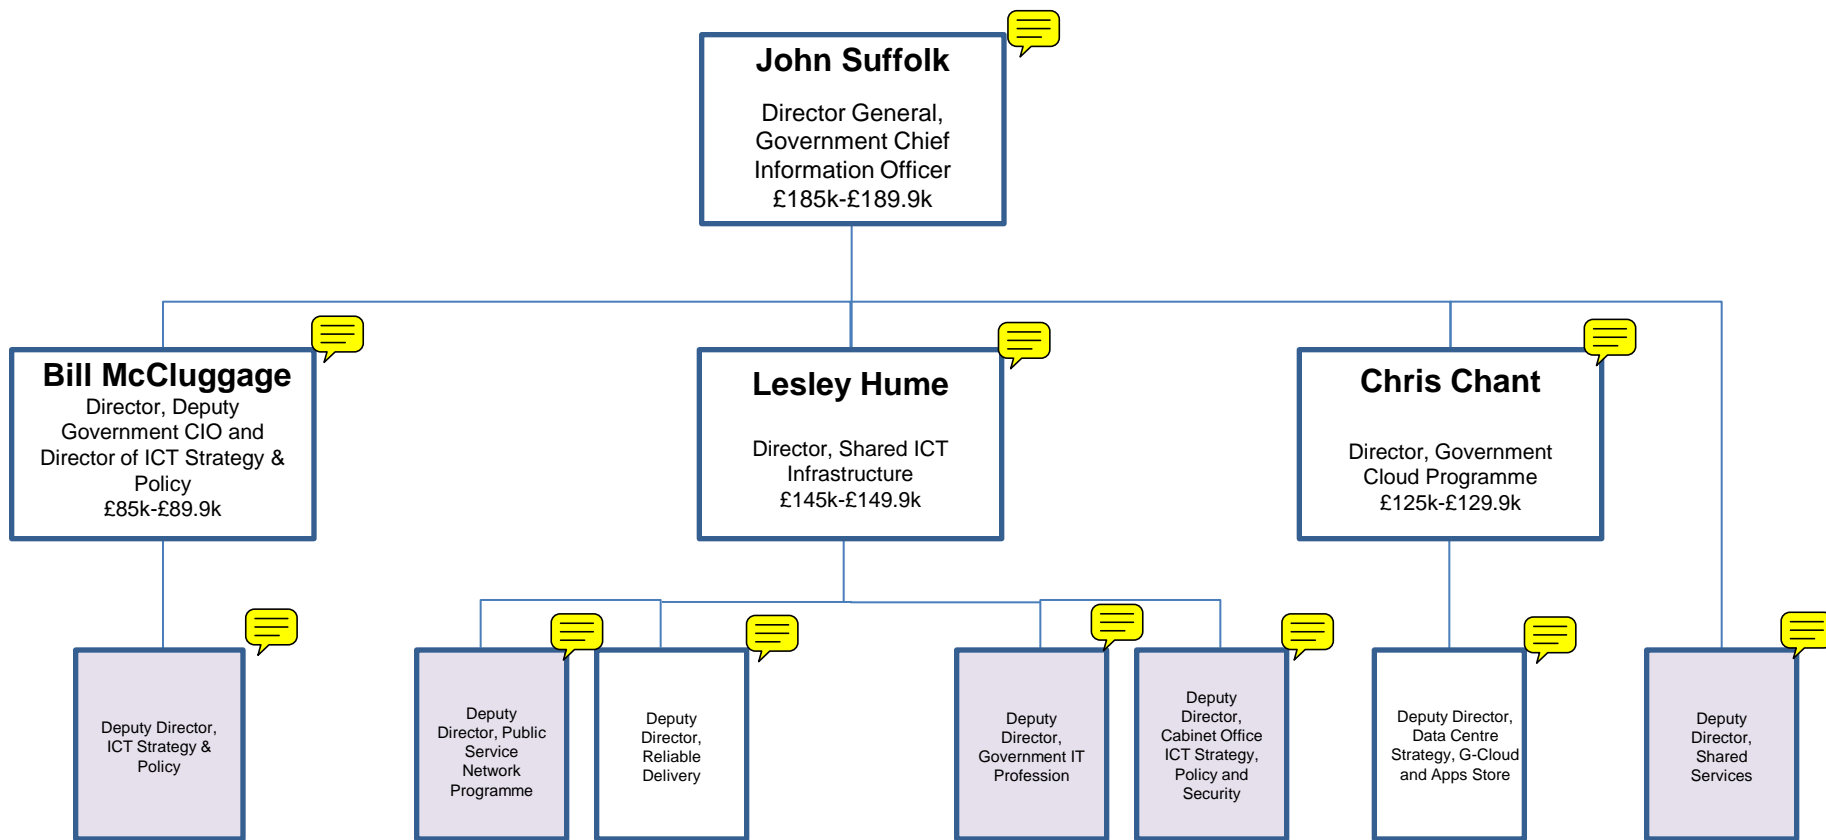 John Suffolk
Director General,
Government Chief
Information Officer
£185k-£189.9k
Bill McCluggage
Director, Deputy
Government CIO and
Director of ICT Strategy &
Policy
£85k-£89.9k
Lesley Hume
Director, Shared ICT
Infrastructure
£145k-£149.9k
Chris Chant
Director, Government
Cloud Programme
£125k-£129.9k
Deputy Director,
ICT Strategy &
Policy
Deputy
Director, Public
Service
Network
Programme
Deputy
Director,
Reliable
Delivery
Deputy
Director,
Government IT
Profession
Deputy
Director,
Cabinet Office
ICT Strategy,
Policy and
Security
Deputy Director,
Data Centre
Strategy, G-Cloud
and Apps Store
Deputy
Director,
Shared
Services